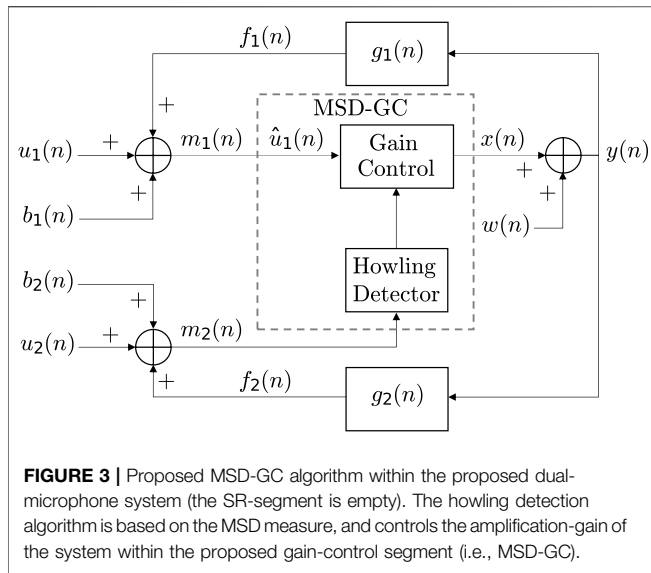 f₁(n)
g₁(n)
+
MSD-GC
u₁(n)
+
m₁(n)
û₁(n)
Gain
Control
x(n)
+
y(n)
+
+
b₁(n)
w(n)
b₂(n)
+
Howling
Detector
u₂(n)
+
m₂(n)
+
f₂(n)
g₂(n)
FIGURE 3 | Proposed MSD-GC algorithm within the proposed dual-
microphone system (the SR-segment is empty). The howling detection
algorithm is based on the MSD measure, and controls the amplification-gain of
the system within the proposed gain-control segment (i.e., MSD-GC).